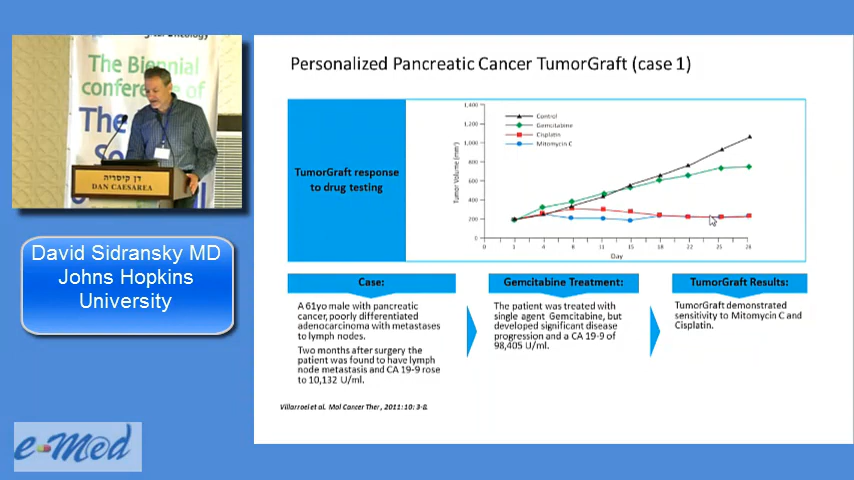 The Biennial
conference of
The
So
דן קיסריה
DAN CAESAREA
David Sidransky MD
Johns Hopkins
University
e-Med
Personalized Pancreatic Cancer TumorGraft (case 1)
TumorGraft response
to drug testing
Tumor Volume (mm³)
1,400
1,200
1,000
800
600
400
200
0
Control
Gemcitabine
Cisplatin
Mitomycin C
0 1 4 8 11 15 18 22 25 28
Day
Case:
A 61yo male with pancreatic
cancer, poorly differentiated
adenocarcinoma with metastases
to lymph nodes.
Two months after surgery the
patient was found to have lymph
node metastasis and CA 19-9 rose
to 10,132 U/ml.
Gemcitabine Treatment:
The patient was treated with
single agent Gemcitabine, but
developed significant disease
progression and a CA 19-9 of
98,405 U/ml.
TumorGraft Results:
TumorGraft demonstrated
sensitivity to Mitomycin C and
Cisplatin.
Villarroel et al. Mol Cancer Ther, 2011: 10: 3-8.